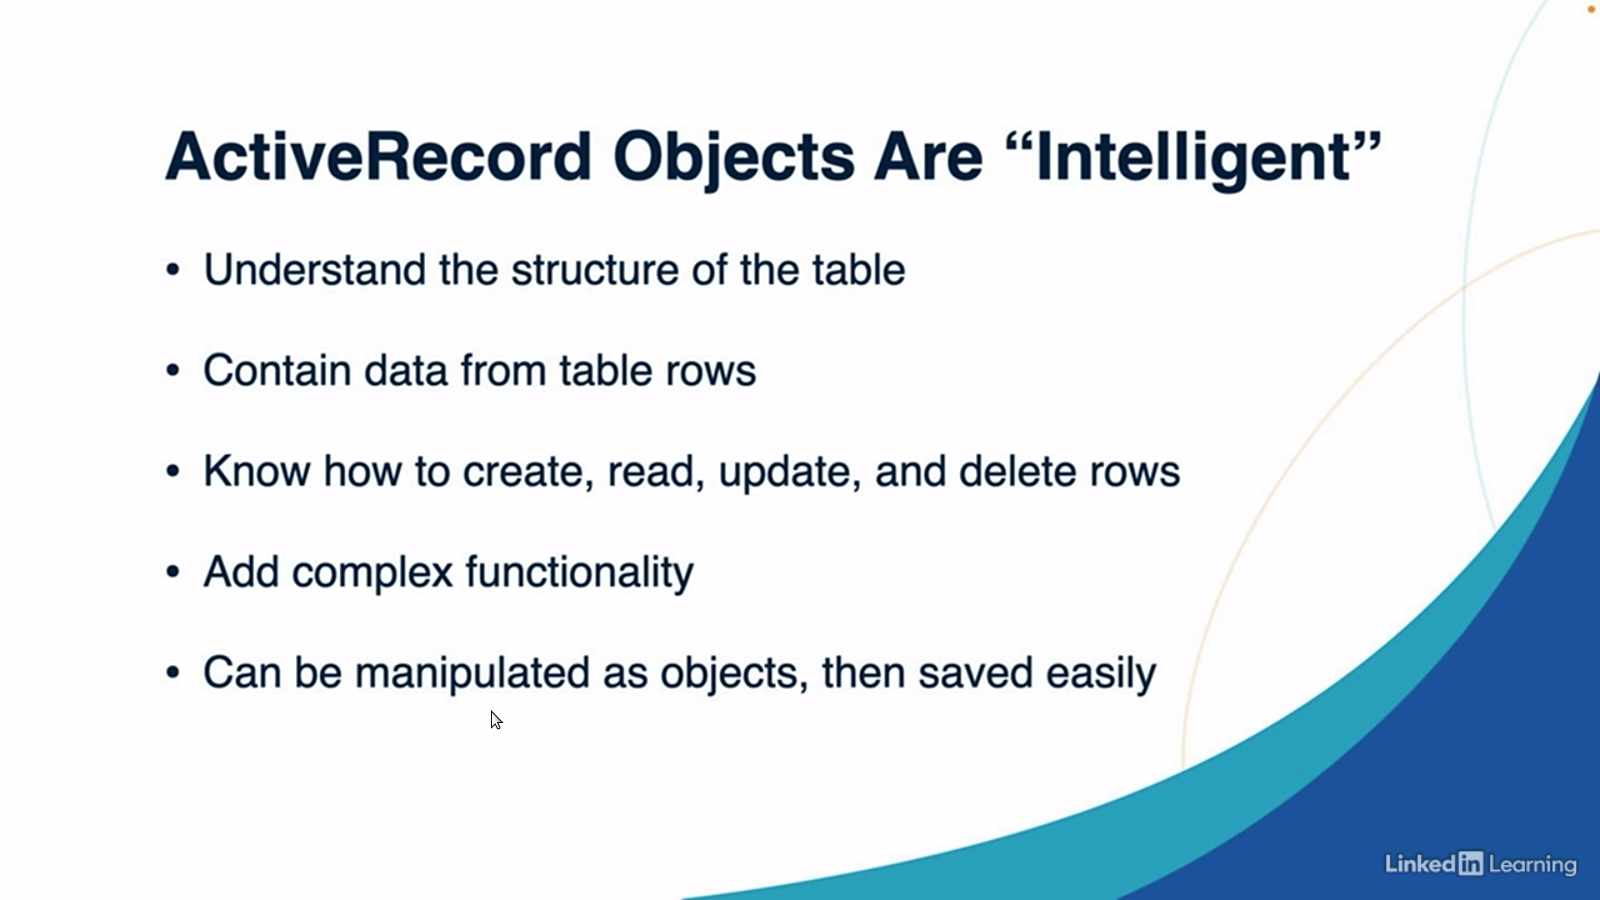 ActiveRecord Objects Are “Intelligent”
• Understand the structure of the table
• Contain data from table rows
• Know how to create, read, update, and delete rows
• Add complex functionality
• Can be manipulated as objects, then saved easily
Linked in Learning